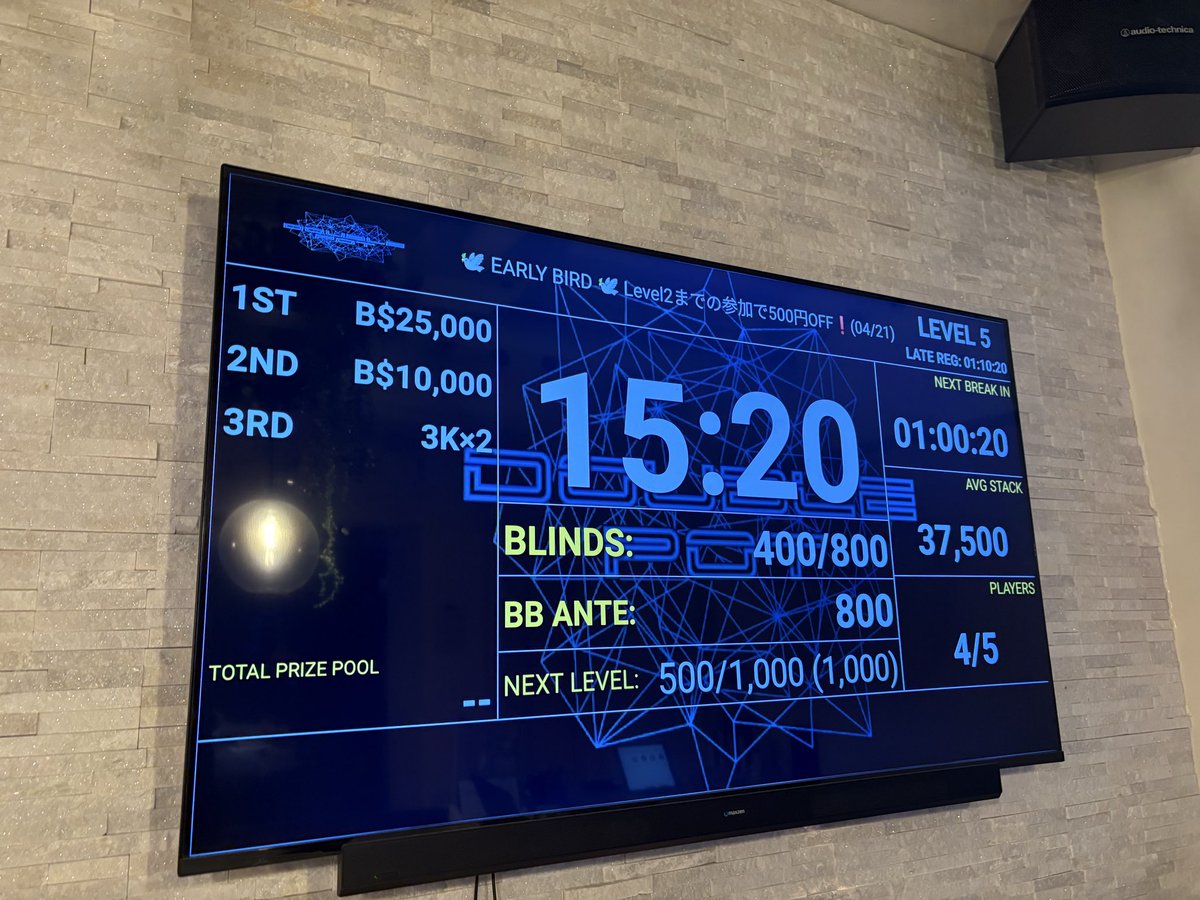 audio-technica
🕊 EARLY BIRD 🕊 Level2までの参加で500円OFF❗(04/21)
LEVEL 5
LATE REG: 01:10:20
1ST B$25,000
2ND B$10,000
3RD 3K×2
TOTAL PRIZE POOL
--
15:20
DOUBLE
POP
BLINDS: 400/800
BB ANTE: 800
NEXT LEVEL: 500/1,000 (1,000)
NEXT BREAK IN
01:00:20
AVG STACK
37,500
PLAYERS
4/5
maxzen